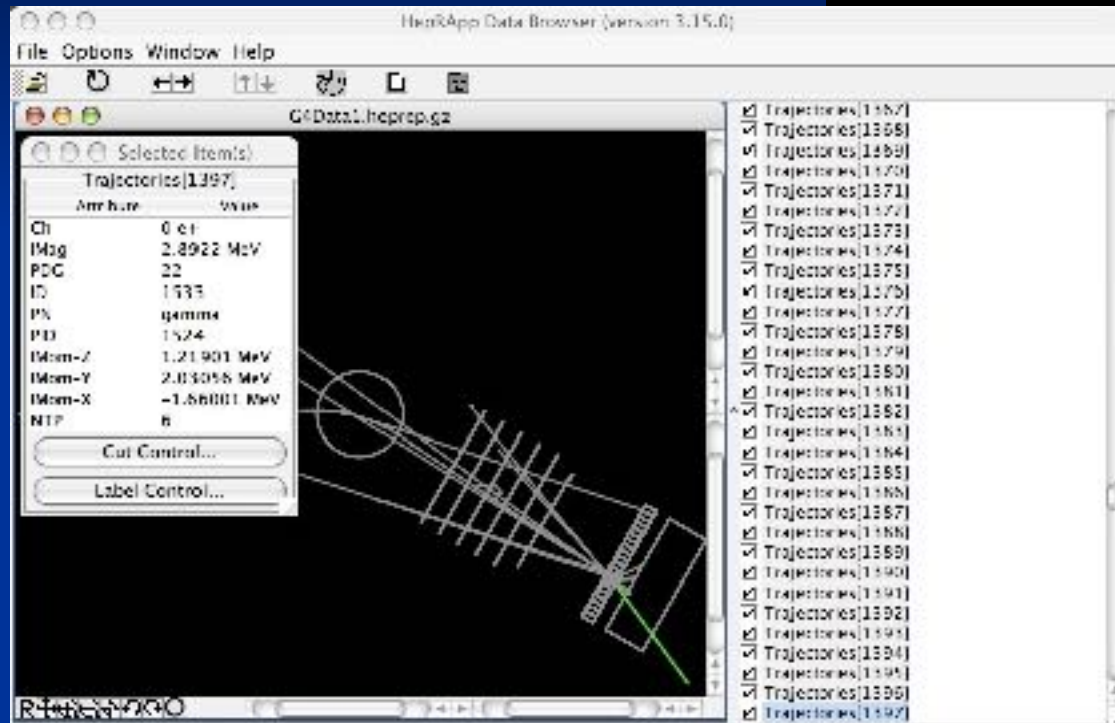 HepRApp Data Browser (version 3.15.0)
File Options Window Help
G4Data1.heprep.gz
Selected Item(s)
Trajectories[1397]
Attribute Value
Ch 0 e+
IMag 2.8922 MeV
PDG 22
ID 1533
PN gamma
PID 1524
IMom-Z 1.21901 MeV
IMom-Y 2.03056 MeV
IMom-X -1.66001 MeV
NTP 6
Cut Control...
Label Control...
Trajectories[1367]
Trajectories[1368]
Trajectories[1369]
Trajectories[1370]
Trajectories[1371]
Trajectories[1372]
Trajectories[1373]
Trajectories[1374]
Trajectories[1375]
Trajectories[1376]
Trajectories[1377]
Trajectories[1378]
Trajectories[1379]
Trajectories[1380]
Trajectories[1381]
Trajectories[1382]
Trajectories[1383]
Trajectories[1384]
Trajectories[1385]
Trajectories[1386]
Trajectories[1387]
Trajectories[1388]
Trajectories[1389]
Trajectories[1390]
Trajectories[1391]
Trajectories[1392]
Trajectories[1393]
Trajectories[1394]
Trajectories[1395]
Trajectories[1396]
Trajectories[1397]